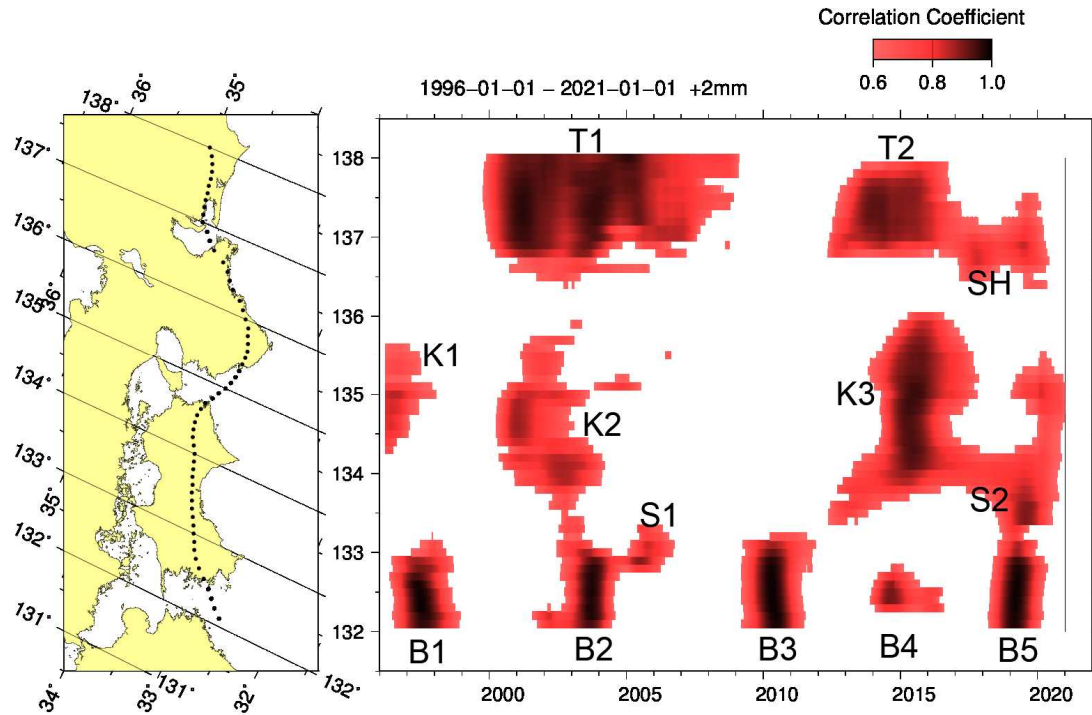 Correlation Coefficient
0.6 0.8 1.0
1996-01-01 - 2021-01-01 +2mm
138° 36° 35°
137°
136°
36°
135°
134°
133°
35°
132°
131°
34° 33° 131° 32° 132°
138
137
136
135
134
133
132
T1
T2
SH
K1
K2
K3
S1
S2
B1 B2 B3 B4 B5
2000 2005 2010 2015 2020